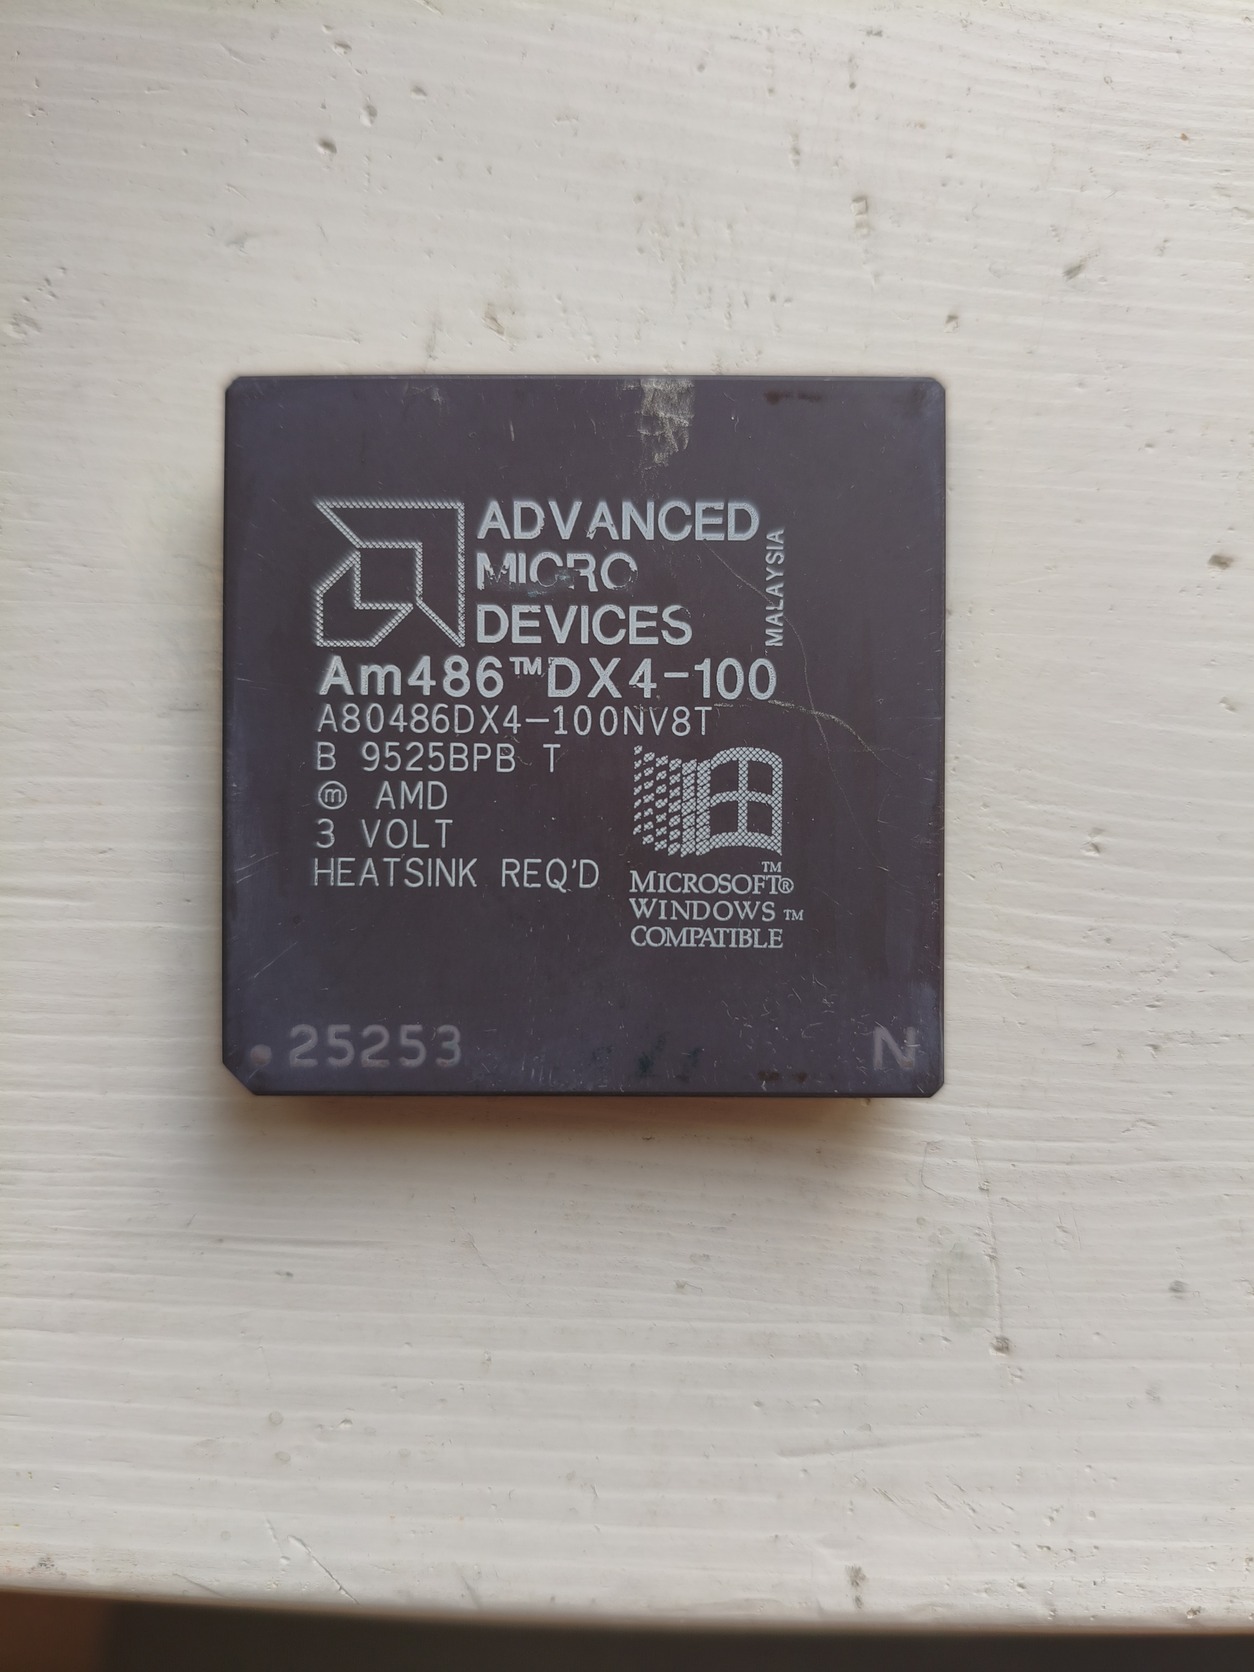 ADVANCED
MICRO
DEVICES
MALAYSIA
Am486™DX4-100
A80486DX4-100NV8T
B 9525BPB T
ⓜ AMD
3 VOLT
HEATSINK REQ'D
™
MICROSOFT®
WINDOWS™
COMPATIBLE
25253
N